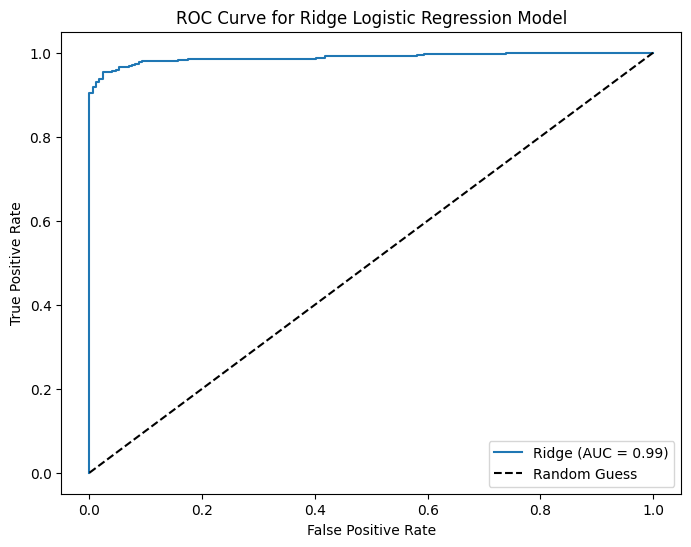 ROC Curve for Ridge Logistic Regression Model
True Positive Rate
1.0
0.8
0.6
0.4
0.2
0.0
Ridge (AUC = 0.99)
Random Guess
0.0 0.2 0.4 0.6 0.8 1.0
False Positive Rate